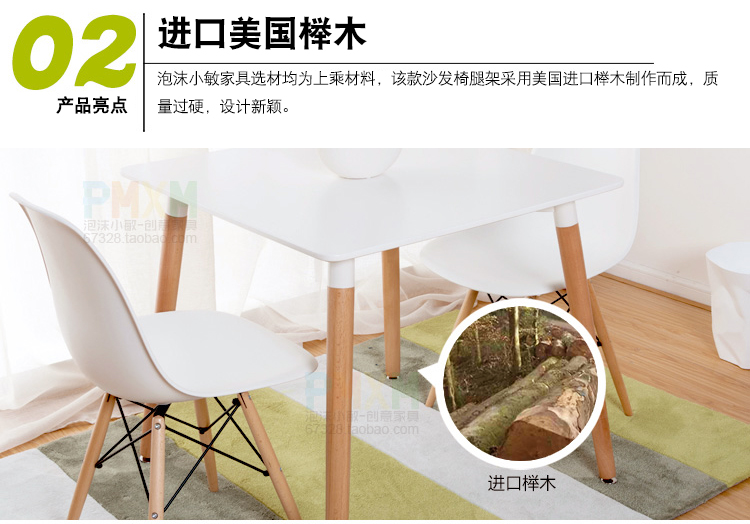 02
产品亮点
进口美国榉木
泡沫小敏家具选材均为上乘材料，该款沙发椅腿架采用美国进口榉木制作而成，质
量过硬，设计新颖。
PMXM
泡沫小敏-创意家具
57328.taobao.com
PMXM
泡沫小敏-创意家具
57328.taobao.com
进口榉木